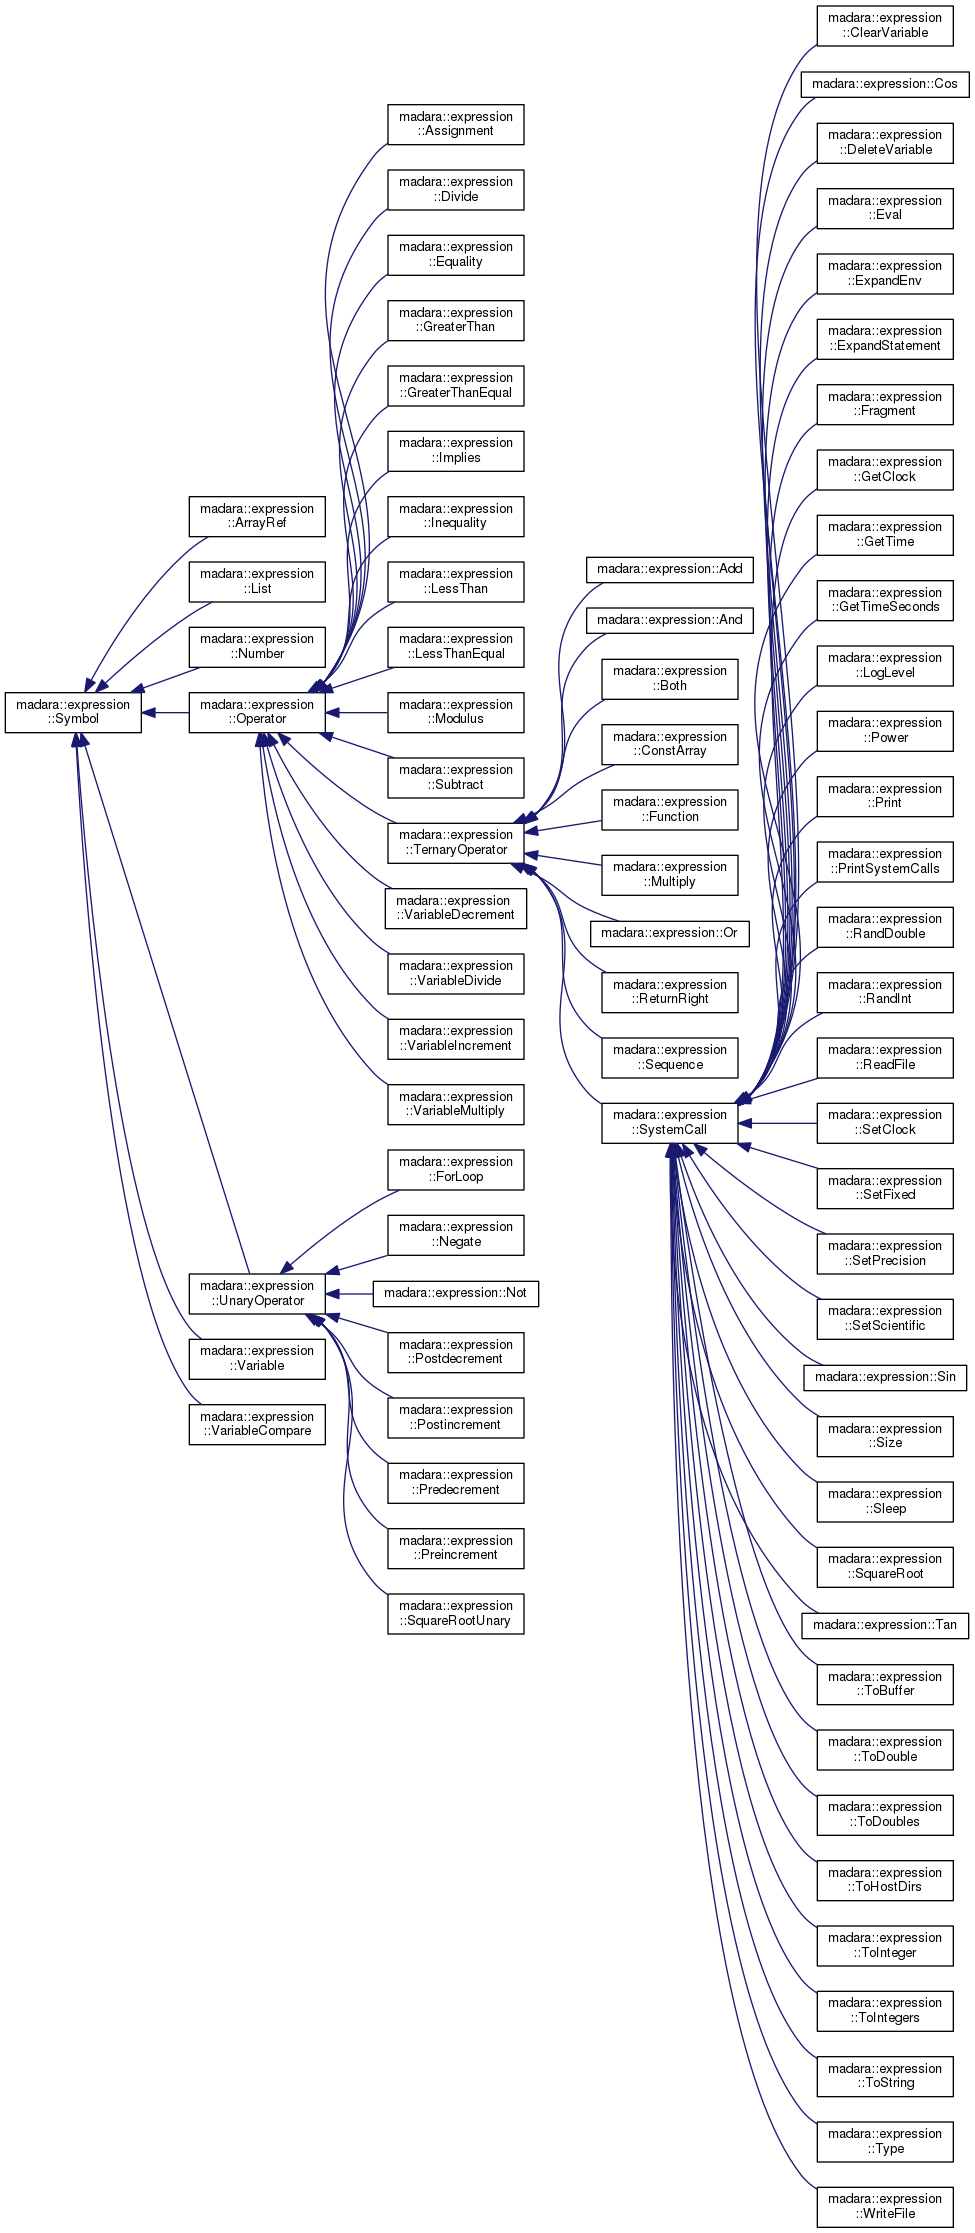 madara::expression
::Symbol
madara::expression
::ArrayRef
madara::expression
::List
madara::expression
::Number
madara::expression
::Operator
madara::expression
::UnaryOperator
madara::expression
::Variable
madara::expression
::VariableCompare
madara::expression
::Assignment
madara::expression
::Divide
madara::expression
::Equality
madara::expression
::GreaterThan
madara::expression
::GreaterThanEqual
madara::expression
::Implies
madara::expression
::Inequality
madara::expression
::LessThan
madara::expression
::LessThanEqual
madara::expression
::Modulus
madara::expression
::Subtract
madara::expression
::TernaryOperator
madara::expression
::VariableDecrement
madara::expression
::VariableDivide
madara::expression
::VariableIncrement
madara::expression
::VariableMultiply
madara::expression
::ForLoop
madara::expression
::Negate
madara::expression::Not
madara::expression
::Postdecrement
madara::expression
::Postincrement
madara::expression
::Predecrement
madara::expression
::Preincrement
madara::expression
::SquareRootUnary
madara::expression::Add
madara::expression::And
madara::expression
::Both
madara::expression
::ConstArray
madara::expression
::Function
madara::expression
::Multiply
madara::expression::Or
madara::expression
::ReturnRight
madara::expression
::Sequence
madara::expression
::SystemCall
madara::expression
::ClearVariable
madara::expression::Cos
madara::expression
::DeleteVariable
madara::expression
::Eval
madara::expression
::ExpandEnv
madara::expression
::ExpandStatement
madara::expression
::Fragment
madara::expression
::GetClock
madara::expression
::GetTime
madara::expression
::GetTimeSeconds
madara::expression
::LogLevel
madara::expression
::Power
madara::expression
::Print
madara::expression
::PrintSystemCalls
madara::expression
::RandDouble
madara::expression
::RandInt
madara::expression
::ReadFile
madara::expression
::SetClock
madara::expression
::SetFixed
madara::expression
::SetPrecision
madara::expression
::SetScientific
madara::expression::Sin
madara::expression
::Size
madara::expression
::Sleep
madara::expression
::SquareRoot
madara::expression::Tan
madara::expression
::ToBuffer
madara::expression
::ToDouble
madara::expression
::ToDoubles
madara::expression
::ToHostDirs
madara::expression
::ToInteger
madara::expression
::ToIntegers
madara::expression
::ToString
madara::expression
::Type
madara::expression
::WriteFile